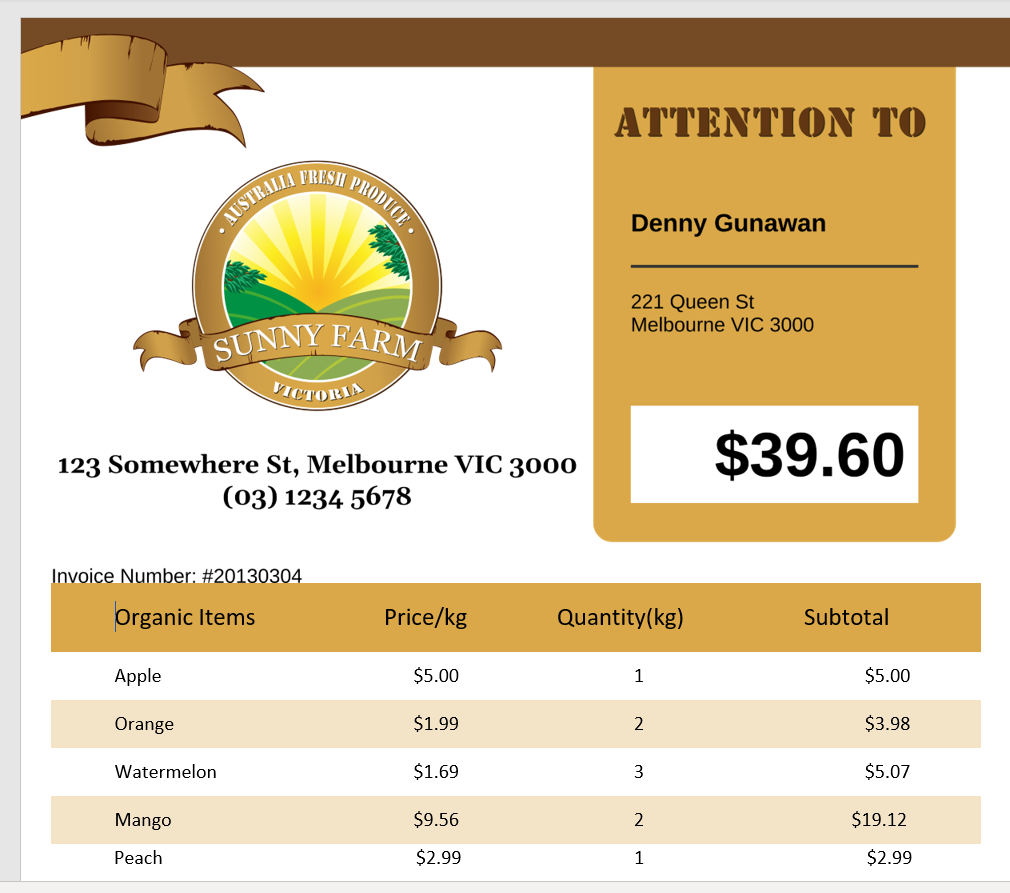 AUSTRALIA FRESH PRODUCE
SUNNY FARM
VICTORIA
123 Somewhere St, Melbourne VIC 3000
(03) 1234 5678
ATTENTION TO
Denny Gunawan
221 Queen St
Melbourne VIC 3000
$39.60
Invoice Number: #20130304
Organic Items Price/kg Quantity(kg) Subtotal
Apple $5.00 1 $5.00
Orange $1.99 2 $3.98
Watermelon $1.69 3 $5.07
Mango $9.56 2 $19.12
Peach $2.99 1 $2.99